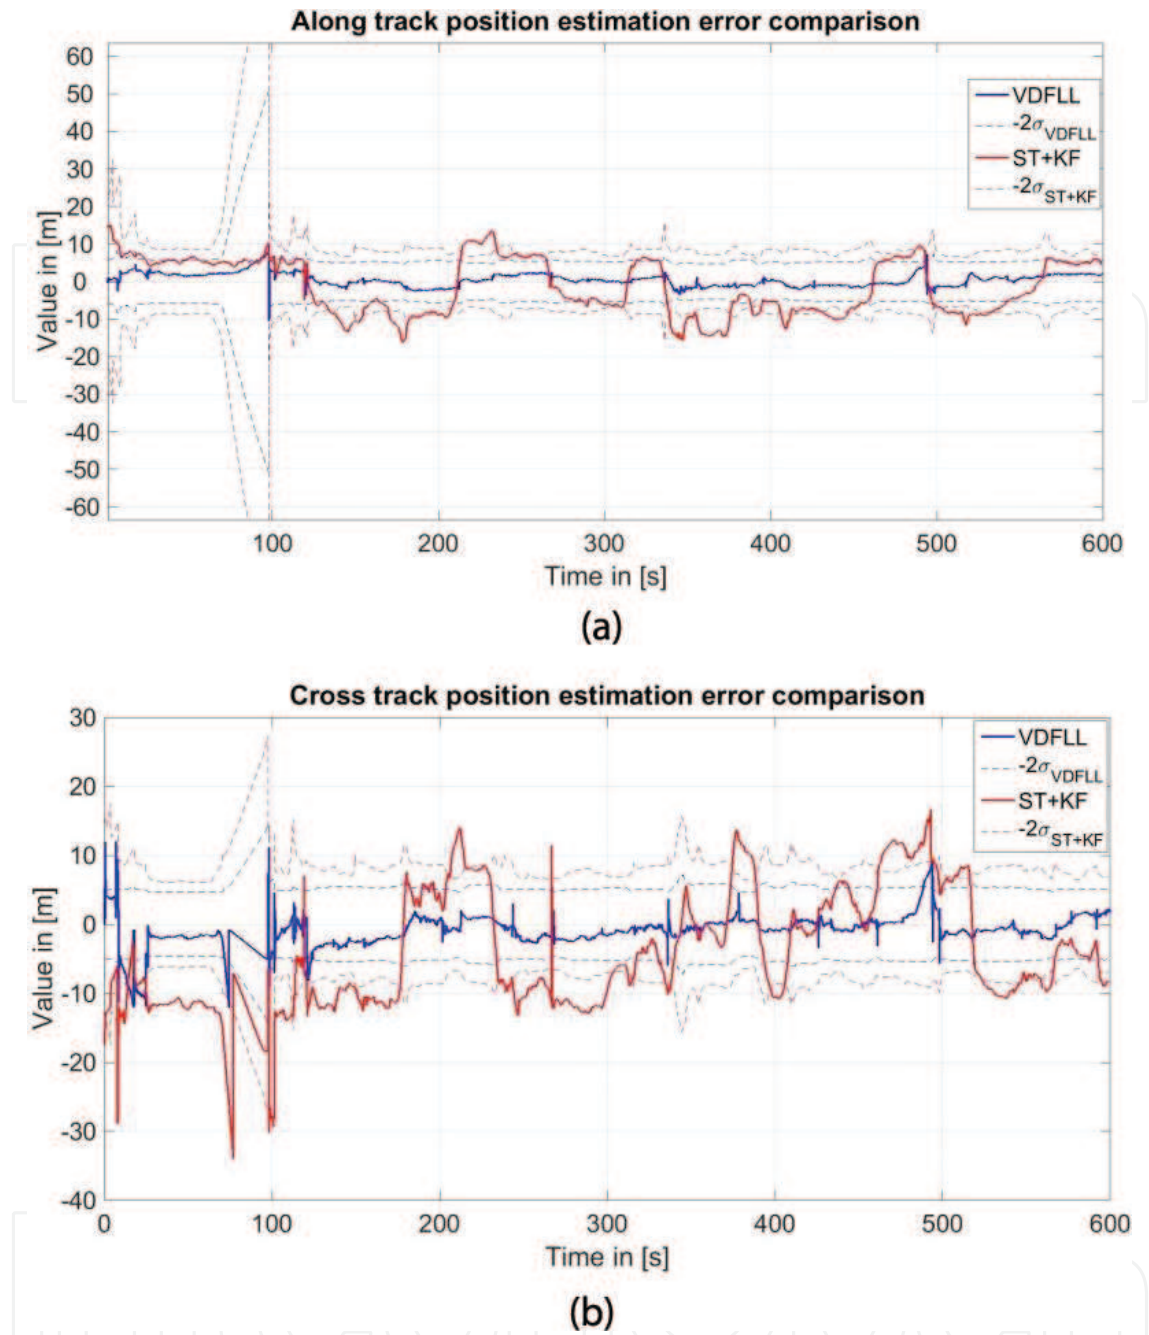 Along track position estimation error comparison
60
50
40
30
20
10
0
-10
-20
-30
-40
-50
-60
Value in [m]
VDFLL
-2σVDFLL
ST+KF
-2σST+KF
100 200 300 400 500 600
Time in [s]
(a)
Cross track position estimation error comparison
30
20
10
0
-10
-20
-30
-40
Value in [m]
VDFLL
-2σVDFLL
ST+KF
-2σST+KF
0 100 200 300 400 500 600
Time in [s]
(b)